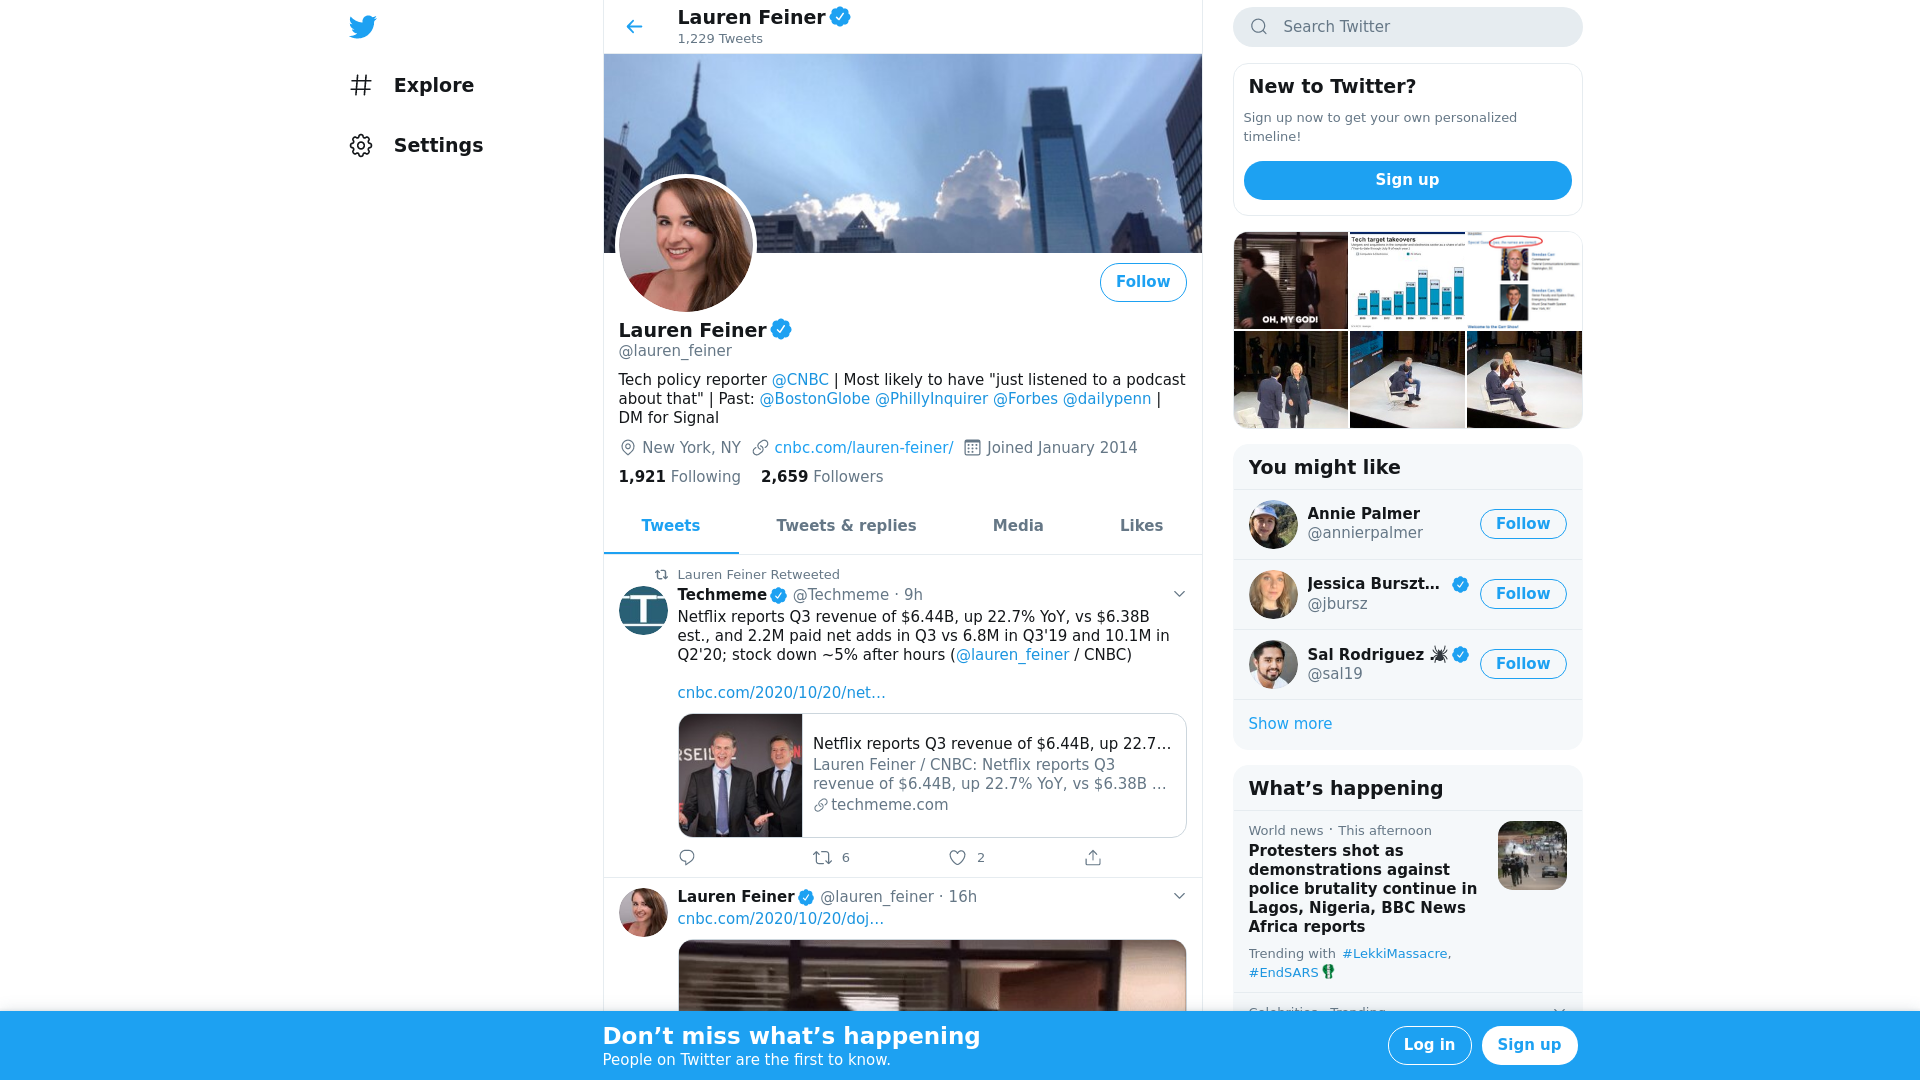 Explore
Settings
Lauren Feiner
1,229 Tweets
Follow
Lauren Feiner
@lauren_feiner
Tech policy reporter @CNBC | Most likely to have "just listened to a podcast
about that" | Past: @BostonGlobe @PhillyInquirer @Forbes @dailypenn |
DM for Signal
New York, NY cnbc.com/lauren-feiner/ Joined January 2014
1,921 Following 2,659 Followers
Tweets Tweets & replies Media Likes
Lauren Feiner Retweeted
Techmeme @Techmeme · 9h
Netflix reports Q3 revenue of $6.44B, up 22.7% YoY, vs $6.38B
est., and 2.2M paid net adds in Q3 vs 6.8M in Q3'19 and 10.1M in
Q2'20; stock down ~5% after hours (@lauren_feiner / CNBC)
cnbc.com/2020/10/20/net…
Netflix reports Q3 revenue of $6.44B, up 22.7…
Lauren Feiner / CNBC: Netflix reports Q3
revenue of $6.44B, up 22.7% YoY, vs $6.38B …
techmeme.com
6 2
Lauren Feiner @lauren_feiner · 16h
cnbc.com/2020/10/20/doj…
Search Twitter
New to Twitter?
Sign up now to get your own personalized
timeline!
Sign up
OH, MY GOD!
Tech target takeovers
You might like
Annie Palmer
@annierpalmer
Follow
Jessica Burszt…
@jbursz
Follow
Sal Rodriguez
@sal19
Follow
Show more
What’s happening
World news · This afternoon
Protesters shot as
demonstrations against
police brutality continue in
Lagos, Nigeria, BBC News
Africa reports
Trending with #LekkiMassacre,
#EndSARS
Don’t miss what’s happening
People on Twitter are the first to know.
Log in
Sign up